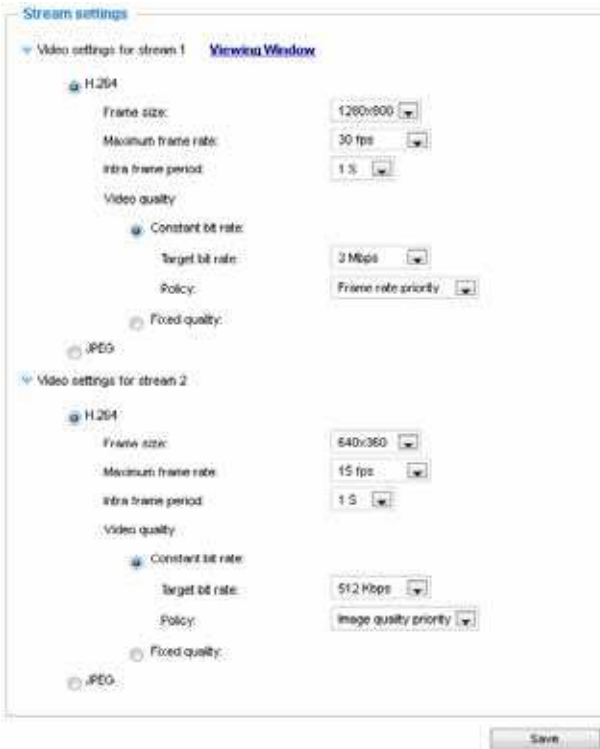 Stream settings
Video settings for stream 1 Viewing Window
H.264
Frame size: 1280x800
Maximum frame rate: 30 fps
Intra frame period: 1 S
Video quality
Constant bit rate:
Target bit rate: 3 Mbps
Policy: Frame rate priority
Fixed quality:
JPEG
Video settings for stream 2
H.264
Frame size: 640x360
Maximum frame rate: 15 fps
Intra frame period: 1 S
Video quality
Constant bit rate:
Target bit rate: 512 Kbps
Policy: Image quality priority
Fixed quality:
JPEG
Save